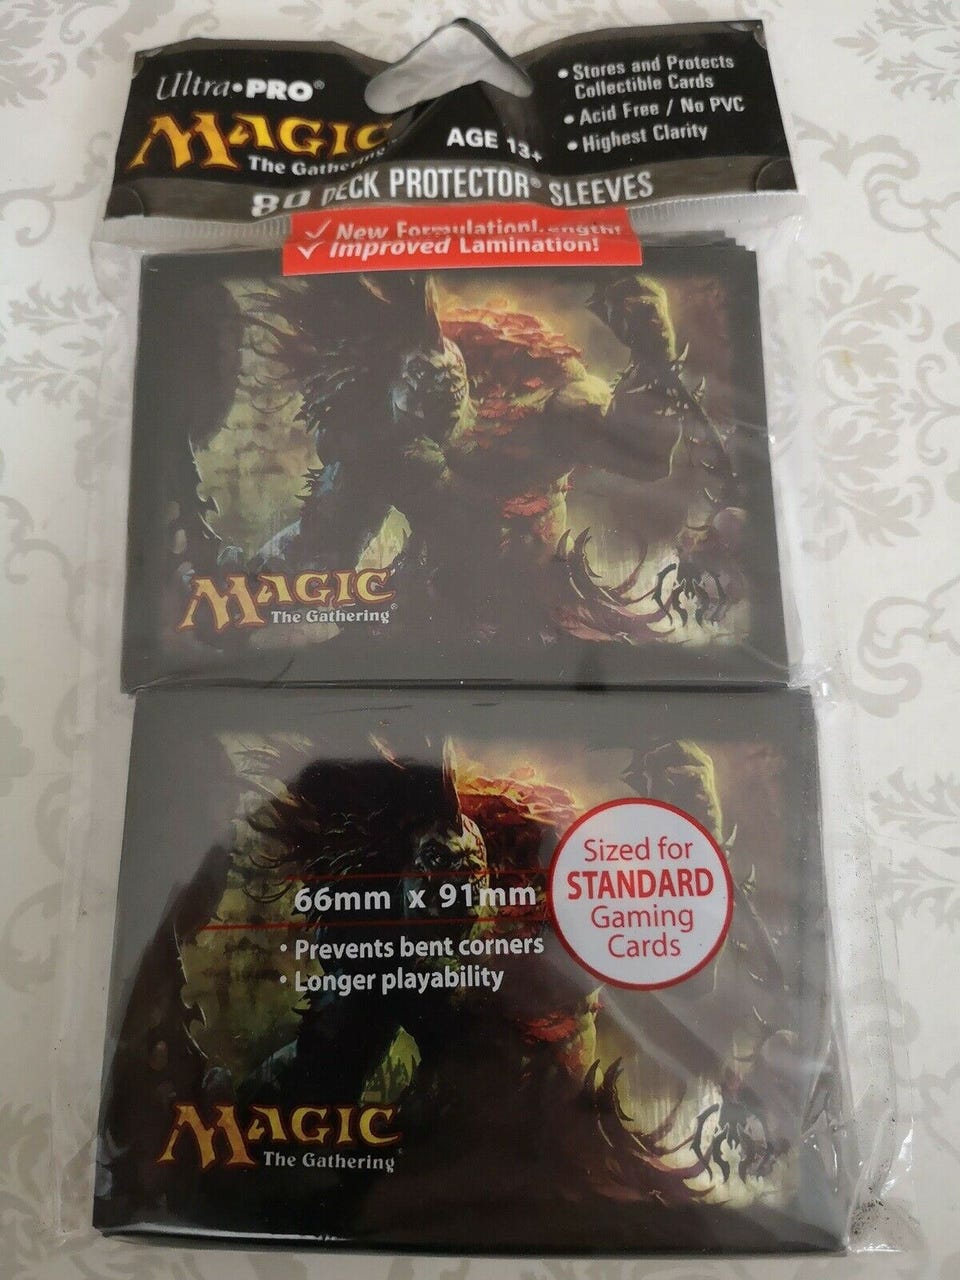 Ultra•PRO®
MAGIC
The Gathering
AGE 13+
• Stores and Protects
Collectible Cards
• Acid Free / No PVC
• Highest Clarity
80 DECK PROTECTOR® SLEEVES
✓ New Formulation!
✓ Improved Lamination!
MAGIC
The Gathering®
66mm x 91mm
• Prevents bent corners
• Longer playability
Sized for
STANDARD
Gaming
Cards
MAGIC
The Gathering®